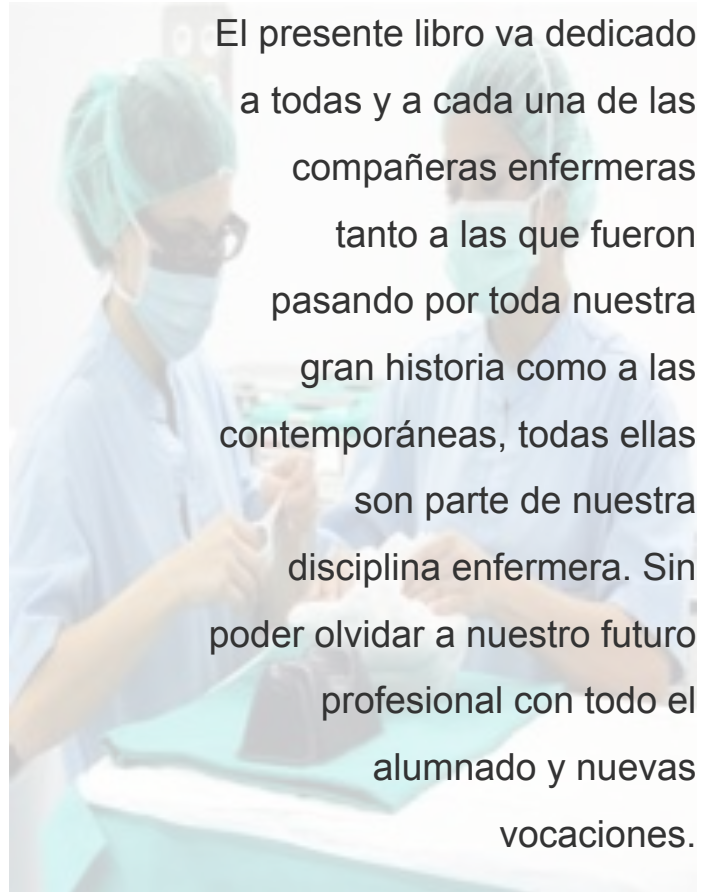 El presente libro va dedicado
a todas y a cada una de las
compañeras enfermeras
tanto a las que fueron
pasando por toda nuestra
gran historia como a las
contemporáneas, todas ellas
son parte de nuestra
disciplina enfermera. Sin
poder olvidar a nuestro futuro
profesional con todo el
alumnado y nuevas
vocaciones.